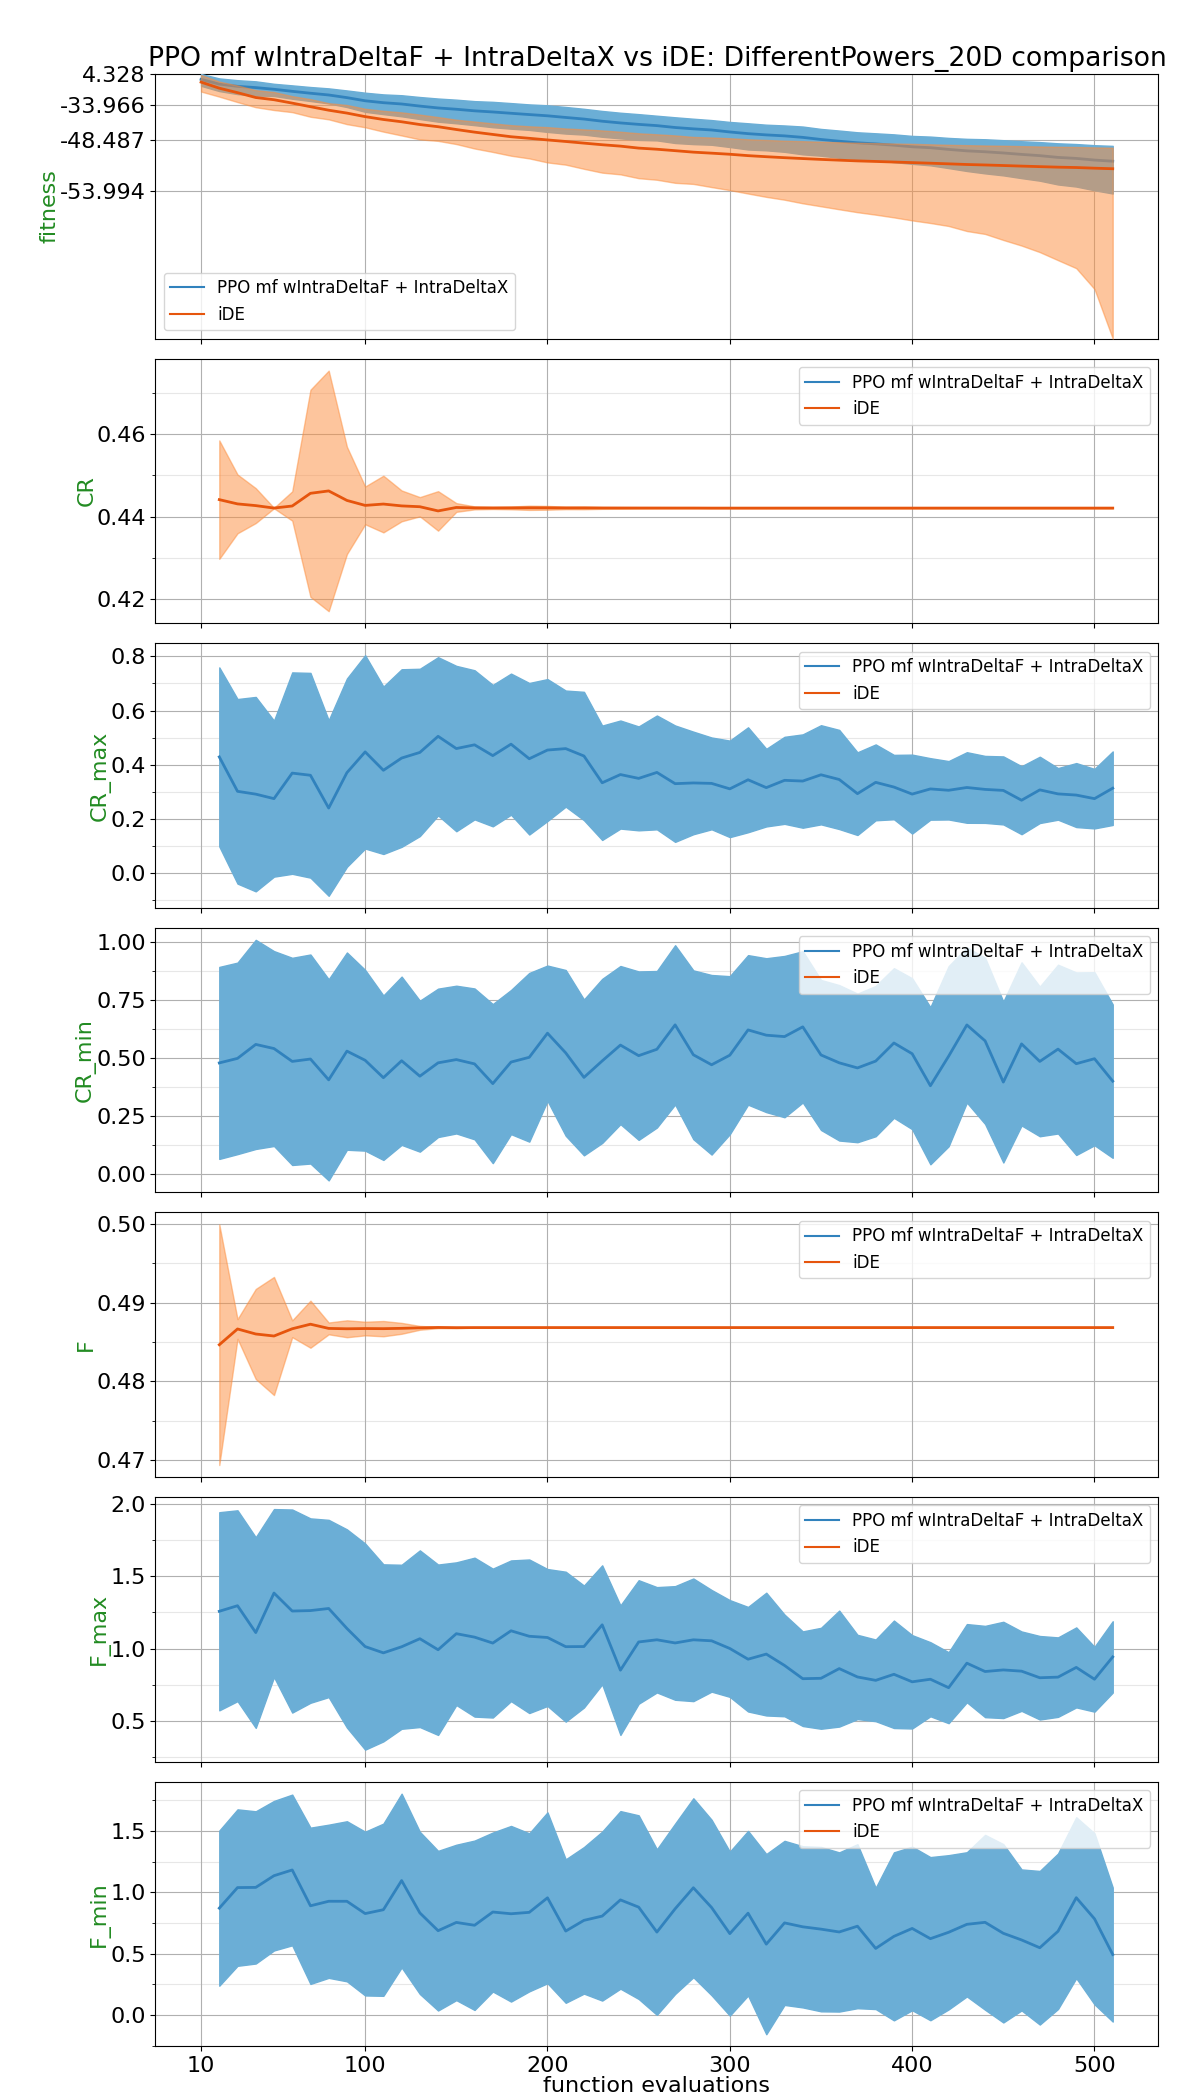 PPO mf wIntraDeltaF + IntraDeltaX vs iDE: DifferentPowers_20D comparison
4.328
-33.966
-48.487
-53.994
fitness
PPO mf wIntraDeltaF + IntraDeltaX
iDE
0.46
0.44
0.42
CR
PPO mf wIntraDeltaF + IntraDeltaX
iDE
0.8
0.6
0.4
0.2
0.0
CR_max
PPO mf wIntraDeltaF + IntraDeltaX
iDE
1.00
0.75
0.50
0.25
0.00
CR_min
PPO mf wIntraDeltaF + IntraDeltaX
iDE
0.50
0.49
0.48
0.47
F
PPO mf wIntraDeltaF + IntraDeltaX
iDE
2.0
1.5
1.0
0.5
F_max
PPO mf wIntraDeltaF + IntraDeltaX
iDE
1.5
1.0
0.5
0.0
F_min
PPO mf wIntraDeltaF + IntraDeltaX
iDE
10 100 200 300 400 500
function evaluations